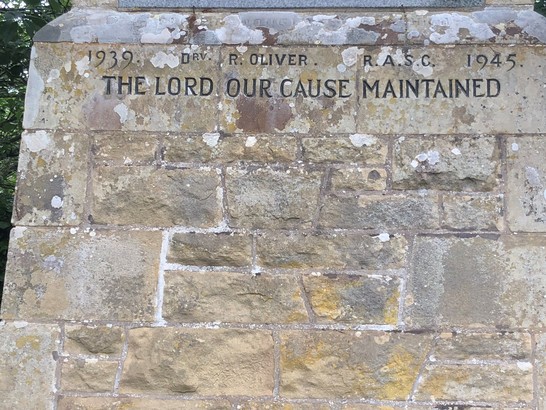 1939. DRV. R. OLIVER. R.A.S.C. 1945.
THE LORD OUR CAUSE MAINTAINED